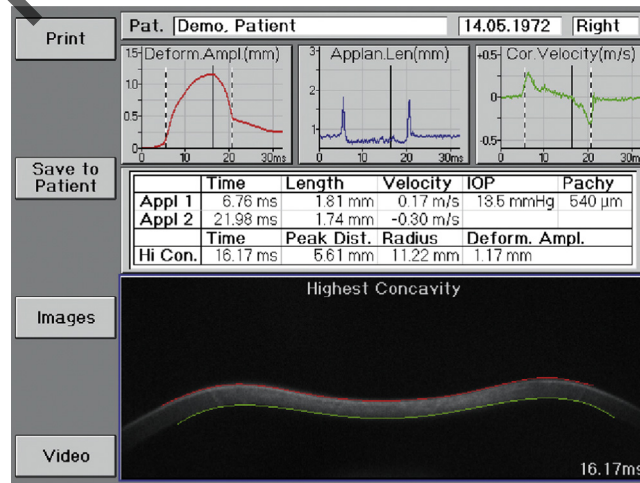 Print
Save to
Patient
Images
Video
Pat. Demo, Patient 14.05.1972 Right
Deform.Ampl.(mm) Applan.Len(mm) Cor.Velocity(m/s)
15 10 0.5 0 10 20 30ms
3 2 1 0 10 20 30ms
+0.5 0 -0.5 0 10 20 30ms
Time Length Velocity IOP Pachy
Appl 1 6.76 ms 1.81 mm 0.17 m/s 18.5 mmHg 540 µm
Appl 2 21.98 ms 1.74 mm -0.30 m/s
Time Peak Dist. Radius Deform. Ampl.
Hi Con. 16.17 ms 5.61 mm 11.22 mm 1.17 mm
Highest Concavity
16.17ms